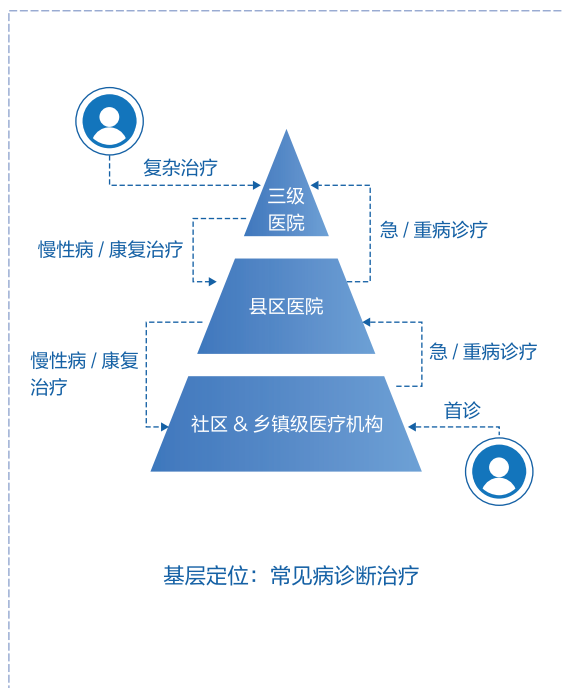 复杂治疗
三级
医院
急 / 重病诊疗
慢性病 / 康复治疗
县区医院
急 / 重病诊疗
慢性病 / 康复
治疗
首诊
社区 & 乡镇级医疗机构
基层定位：常见病诊断治疗